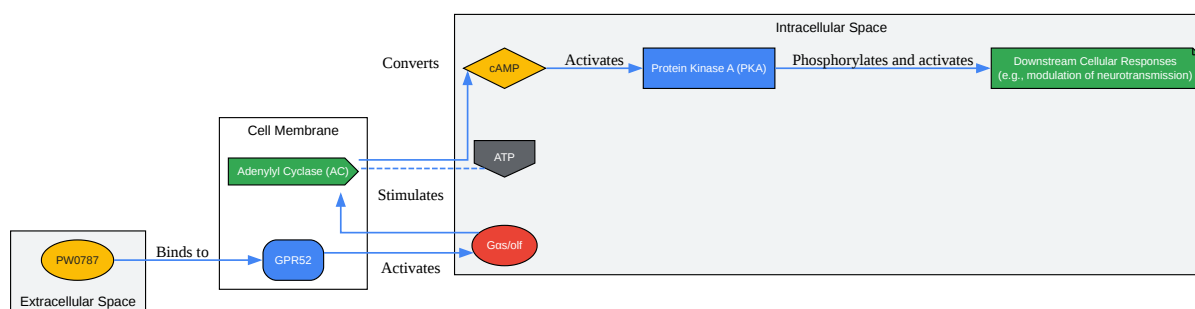 Intracellular Space
Converts
cAMP
Activates
Protein Kinase A (PKA)
Phosphorylates and activates
Downstream Cellular Responses
(e.g., modulation of neurotransmission)
Cell Membrane
Adenylyl Cyclase (AC)
ATP
Stimulates
PW0787
Binds to
GPR52
Activates
Gαs/olf
Extracellular Space